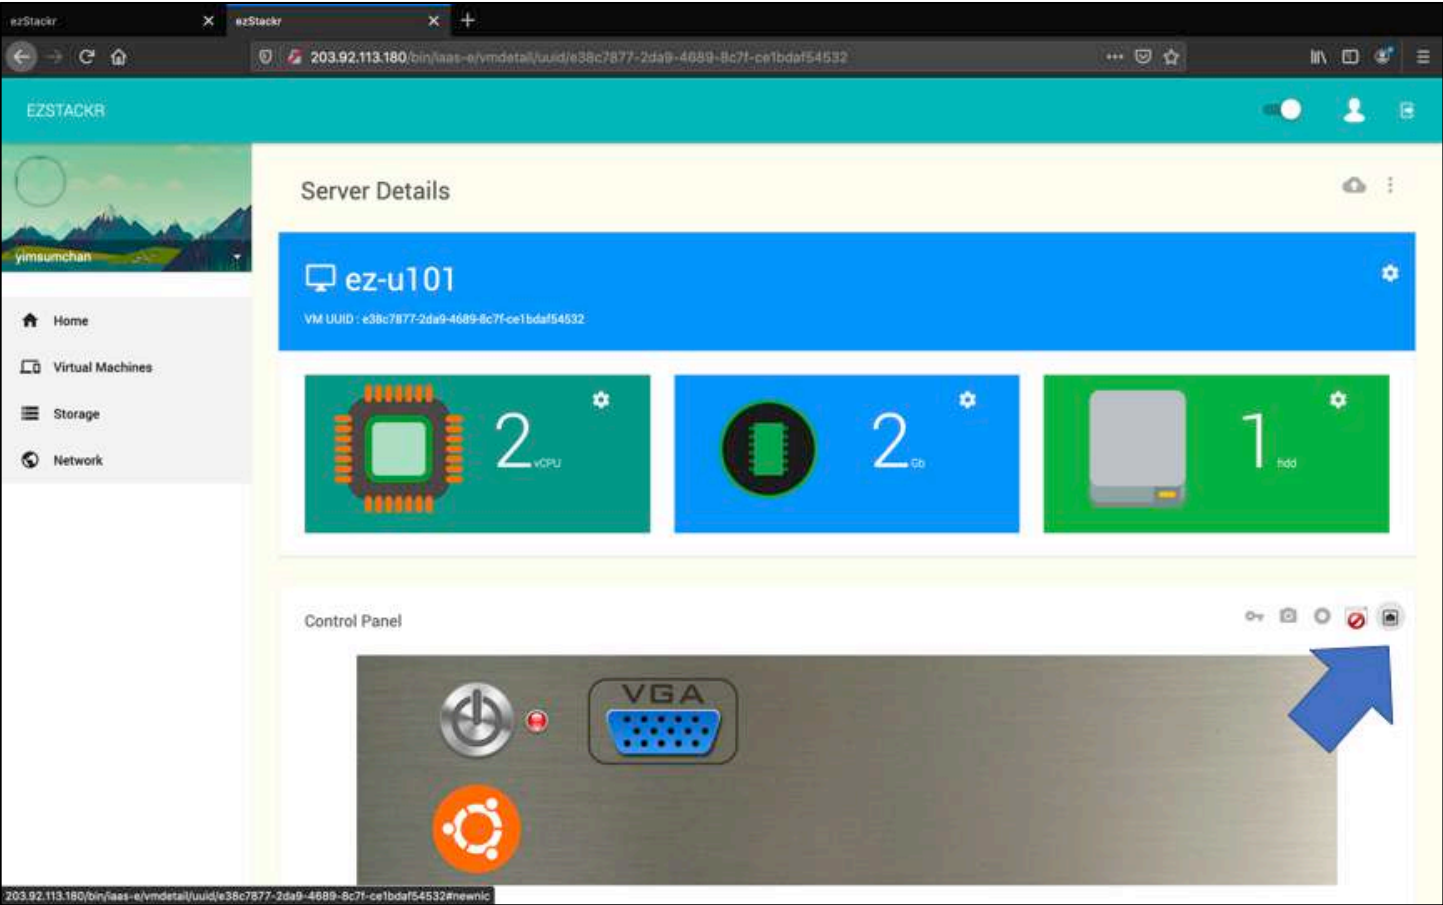 ezStackr
ezStackr
203.92.113.180/bin/iaas-e/vmdetail/uuid/e38c7877-2da9-4689-8c7f-ce1bdaf54532
EZSTACKR
yimsumchan
Home
Virtual Machines
Storage
Network
Server Details
ez-u101
VM UUID : e38c7877-2da9-4689-8c7f-ce1bdaf54532
2 vCPU
2 Gb
1 hdd
Control Panel
VGA
203.92.113.180/bin/iaas-e/vmdetail/uuid/e38c7877-2da9-4689-8c7f-ce1bdaf54532#newnic